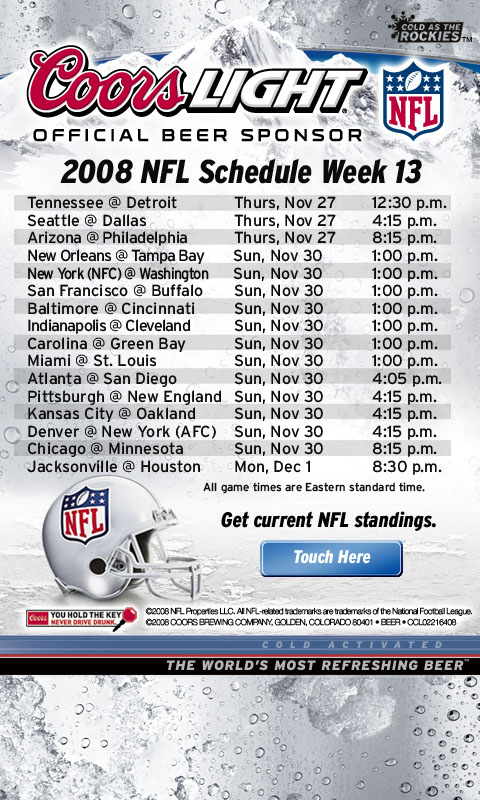 COLD AS THE
ROCKIES™
Coors LIGHT®
NFL
OFFICIAL BEER SPONSOR
2008 NFL Schedule Week 13
Tennessee @ Detroit Thurs, Nov 27 12:30 p.m.
Seattle @ Dallas Thurs, Nov 27 4:15 p.m.
Arizona @ Philadelphia Thurs, Nov 27 8:15 p.m.
New Orleans @ Tampa Bay Sun, Nov 30 1:00 p.m.
New York (NFC) @ Washington Sun, Nov 30 1:00 p.m.
San Francisco @ Buffalo Sun, Nov 30 1:00 p.m.
Baltimore @ Cincinnati Sun, Nov 30 1:00 p.m.
Indianapolis @ Cleveland Sun, Nov 30 1:00 p.m.
Carolina @ Green Bay Sun, Nov 30 1:00 p.m.
Miami @ St. Louis Sun, Nov 30 1:00 p.m.
Atlanta @ San Diego Sun, Nov 30 4:05 p.m.
Pittsburgh @ New England Sun, Nov 30 4:15 p.m.
Kansas City @ Oakland Sun, Nov 30 4:15 p.m.
Denver @ New York (AFC) Sun, Nov 30 4:15 p.m.
Chicago @ Minnesota Sun, Nov 30 8:15 p.m.
Jacksonville @ Houston Mon, Dec 1 8:30 p.m.
All game times are Eastern standard time.
NFL
Get current NFL standings.
Touch Here
Coors
YOU HOLD THE KEY
NEVER DRIVE DRUNK.
©2008 NFL Properties LLC. All NFL-related trademarks are trademarks of the National Football League.
©2008 COORS BREWING COMPANY, GOLDEN, COLORADO 80401 • BEER • CCL02216408
COLD ACTIVATED
THE WORLD'S MOST REFRESHING BEER™